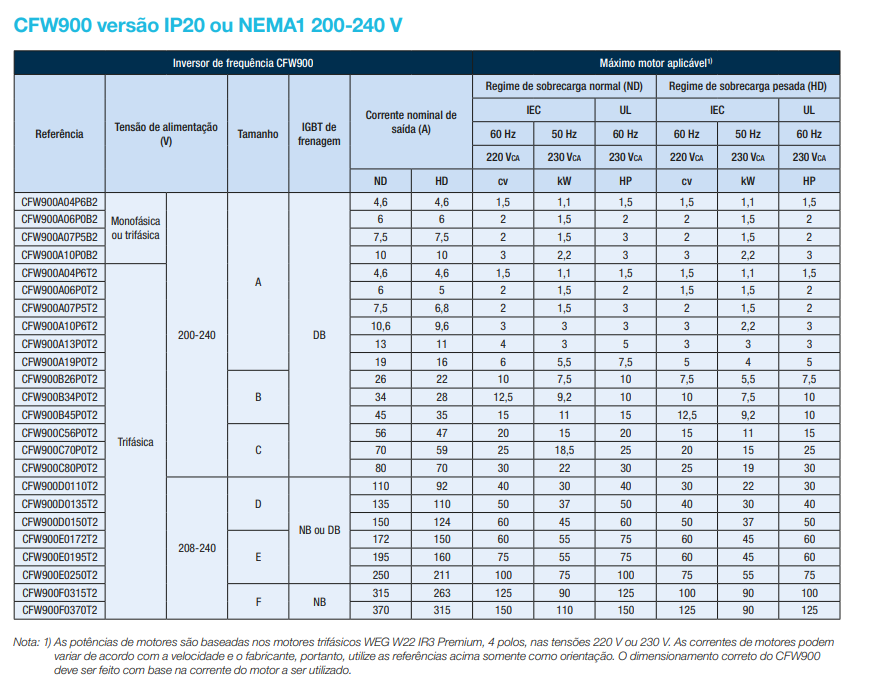 CFW900 versão IP20 ou NEMA1 200-240 V
Inversor de frequência CFW900 Máximo motor aplicável1)
Referência Tensão de alimentação (V) Tamanho IGBT de frenagem Corrente nominal de saída (A) Regime de sobrecarga normal (ND) Regime de sobrecarga pesada (HD)
IEC UL IEC UL
60 Hz 50 Hz 60 Hz 60 Hz 50 Hz 60 Hz
220 VCA 230 VCA 230 VCA 220 VCA 230 VCA 230 VCA
ND HD cv kW HP cv kW HP
CFW900A04P6B2 Monofásica ou trifásica 200-240 A DB 4,6 4,6 1,5 1,1 1,5 1,5 1,1 1,5
CFW900A06P0B2 6 6 2 1,5 2 2 1,5 2
CFW900A07P5B2 7,5 7,5 2 1,5 3 2 1,5 2
CFW900A10P0B2 10 10 3 2,2 3 3 2,2 3
CFW900A04P6T2 Trifásica 4,6 4,6 1,5 1,1 1,5 1,5 1,1 1,5
CFW900A06P0T2 6 5 2 1,5 2 1,5 1,5 2
CFW900A07P5T2 7,5 6,8 2 1,5 3 2 1,5 2
CFW900A10P6T2 10,6 9,6 3 3 3 3 2,2 3
CFW900A13P0T2 13 11 4 3 5 3 3 3
CFW900A19P0T2 19 16 6 5,5 7,5 5 4 5
CFW900B26P0T2 B 26 22 10 7,5 10 7,5 5,5 7,5
CFW900B34P0T2 34 28 12,5 9,2 10 10 7,5 10
CFW900B45P0T2 45 35 15 11 15 12,5 9,2 10
CFW900C56P0T2 C 56 47 20 15 20 15 11 15
CFW900C70P0T2 70 59 25 18,5 25 20 15 25
CFW900C80P0T2 80 70 30 22 30 25 19 30
CFW900D0110T2 208-240 D NB ou DB 110 92 40 30 40 30 22 30
CFW900D0135T2 135 110 50 37 50 40 30 40
CFW900D0150T2 150 124 60 45 60 50 37 50
CFW900E0172T2 E 172 150 60 55 75 60 45 60
CFW900E0195T2 195 160 75 55 75 60 45 60
CFW900E0250T2 250 211 100 75 100 75 55 75
CFW900F0315T2 F NB 315 263 125 90 125 100 90 100
CFW900F0370T2 370 315 150 110 150 125 90 125
Nota: 1) As potências de motores são baseadas nos motores trifásicos WEG W22 IR3 Premium, 4 polos, nas tensões 220 V ou 230 V. As correntes de motores podem
variar de acordo com a velocidade e o fabricante, portanto, utilize as referências acima somente como orientação. O dimensionamento correto do CFW900
deve ser feito com base na corrente do motor a ser utilizado.